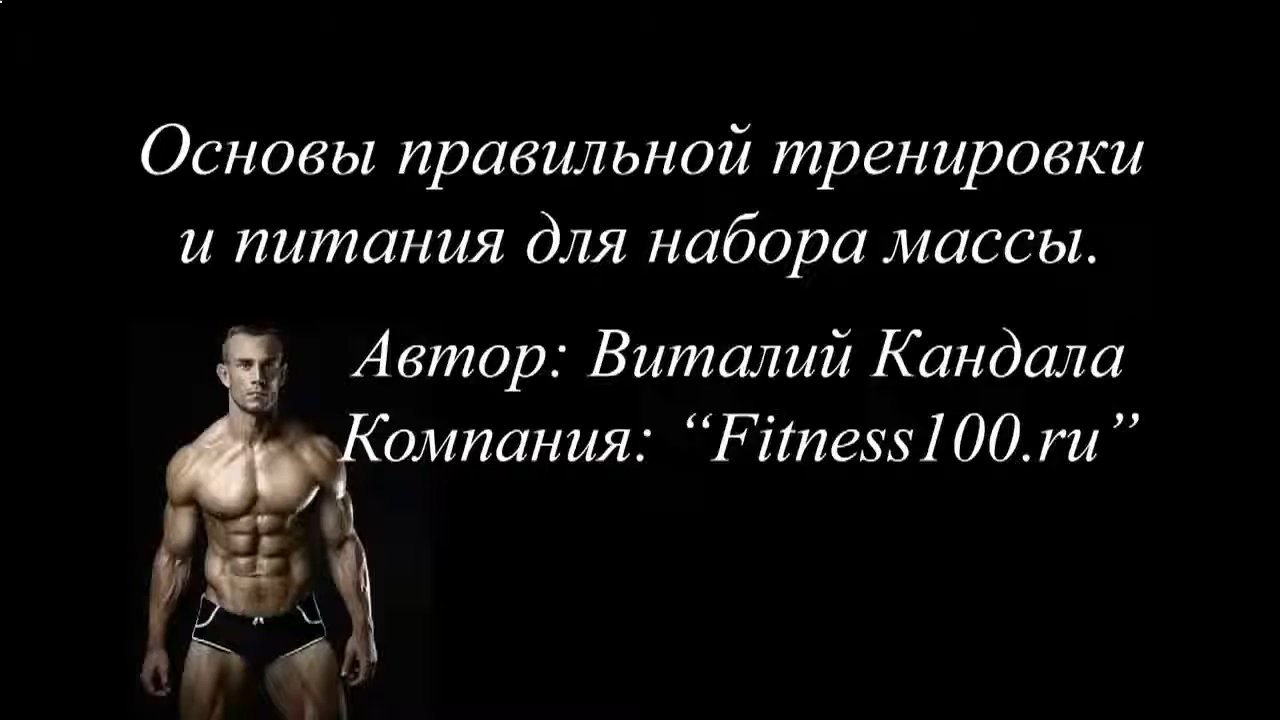 Основы правильной тренировки
и питания для набора массы.
Автор: Виталий Кандала
Компания: “Fitness100.ru”